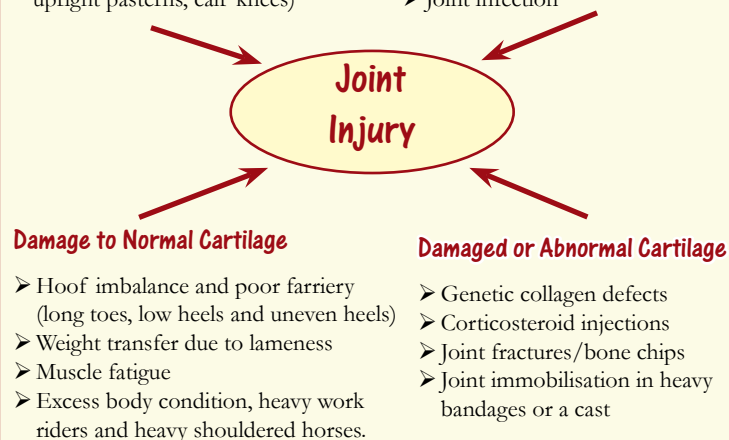 upright pasterns, calf knees)
➤ Joint infection
Joint
Injury
Damage to Normal Cartilage
➤ Hoof imbalance and poor farriery
(long toes, low heels and uneven heels)
➤ Weight transfer due to lameness
➤ Muscle fatigue
➤ Excess body condition, heavy work
riders and heavy shouldered horses.
Damaged or Abnormal Cartilage
➤ Genetic collagen defects
➤ Corticosteroid injections
➤ Joint fractures/bone chips
➤ Joint immobilisation in heavy
bandages or a cast